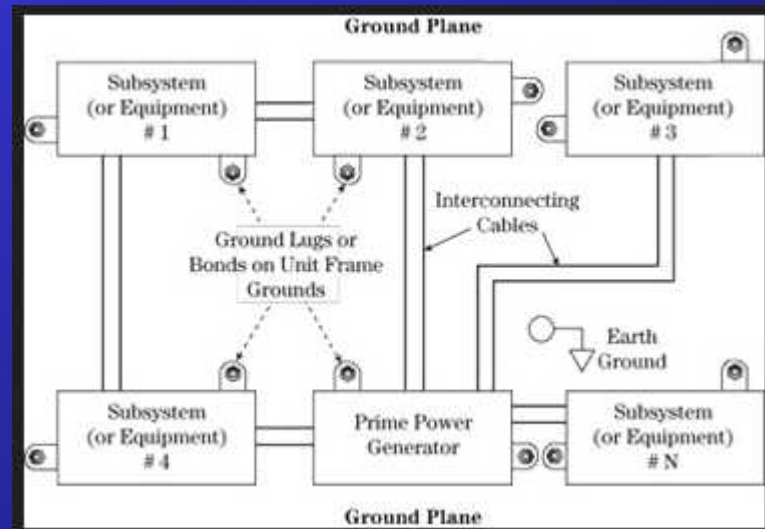 Ground Plane
Subsystem
(or Equipment)
# 1
Subsystem
(or Equipment)
# 2
Subsystem
(or Equipment)
# 3
Interconnecting
Cables
Ground Lugs or
Bonds on Unit Frame
Grounds
Earth
Ground
Subsystem
(or Equipment)
# 4
Prime Power
Generator
Subsystem
(or Equipment)
# N
Ground Plane